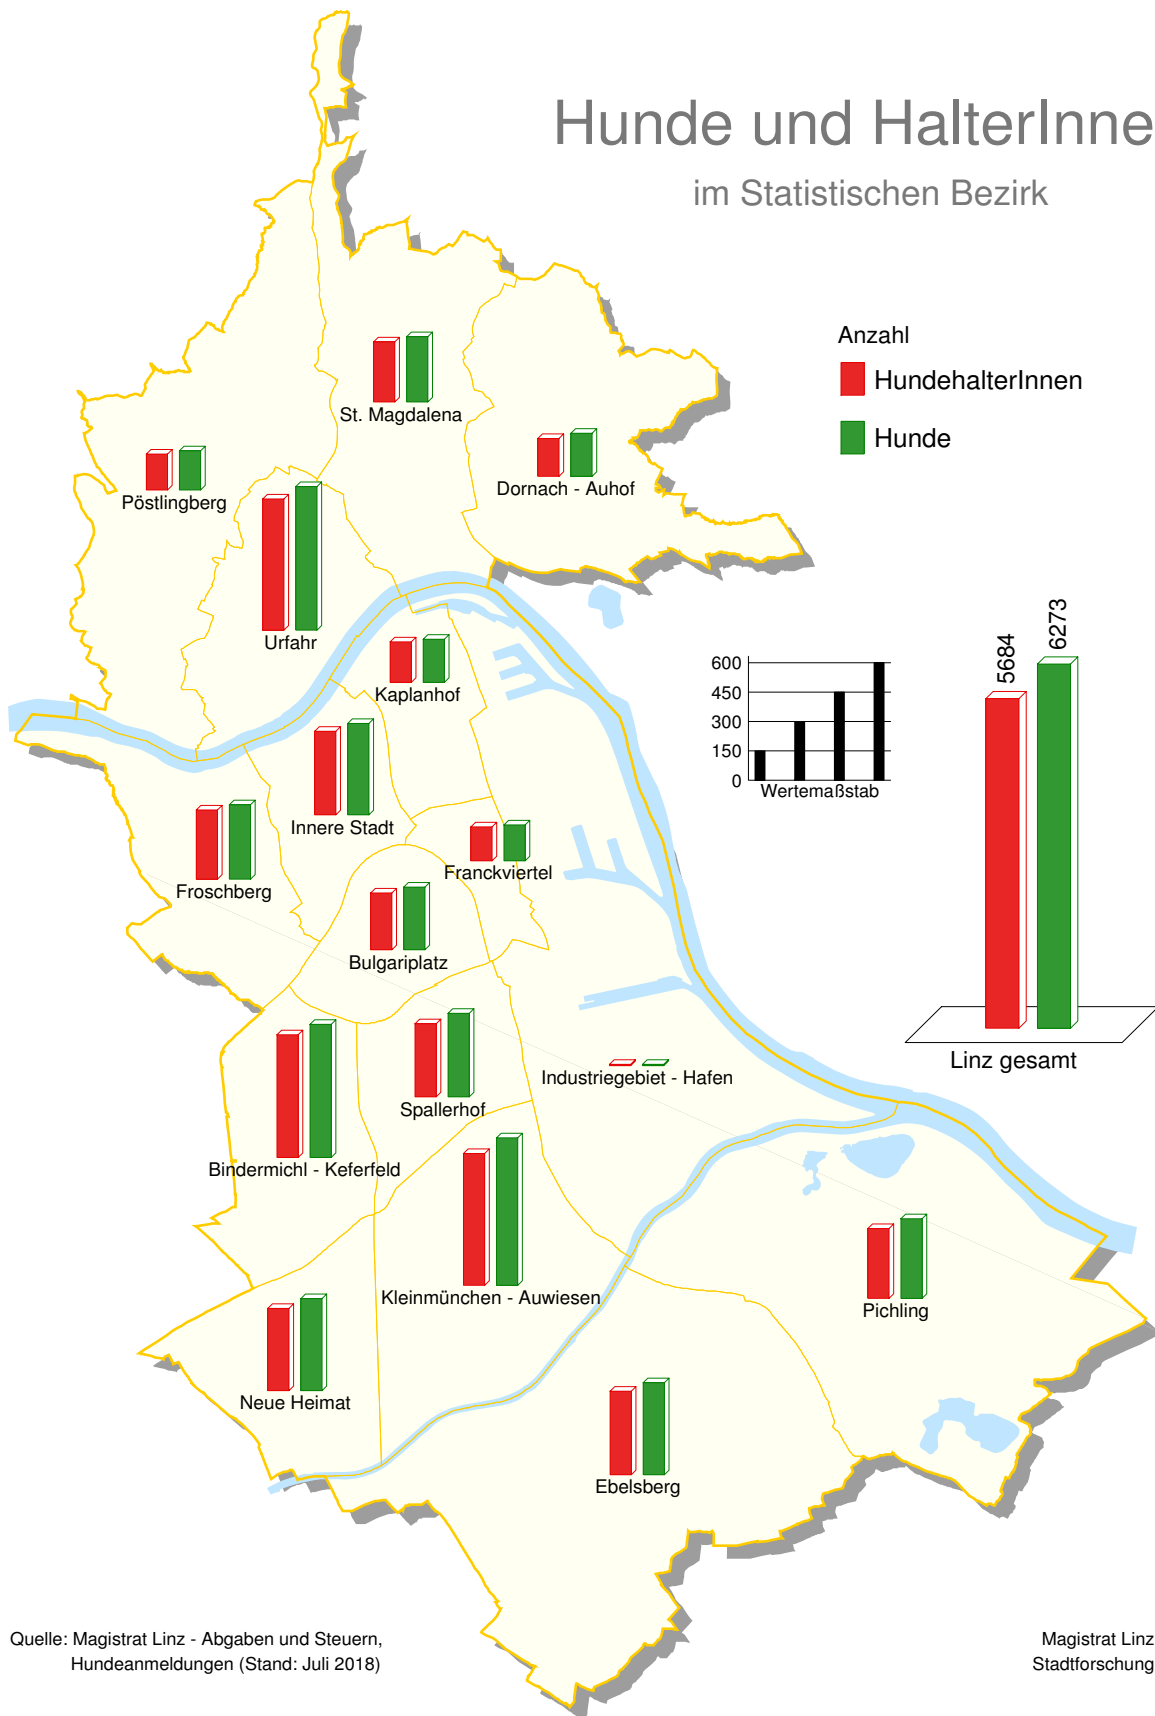 Hunde und HalterInne
im Statistischen Bezirk
Anzahl
HundehalterInnen
Hunde
St. Magdalena
Dornach - Auhof
Pöstlingberg
Urfahr
Kaplanhof
600
450
300
150
0
Wertemaßstab
5684
6273
Linz gesamt
Innere Stadt
Franckviertel
Froschberg
Bulgariplatz
Industriegebiet - Hafen
Spallerhof
Bindermichl - Keferfeld
Kleinmünchen - Auwiesen
Pichling
Neue Heimat
Ebelsberg
Quelle: Magistrat Linz - Abgaben und Steuern,
Hundeanmeldungen (Stand: Juli 2018)
Magistrat Linz
Stadtforschung